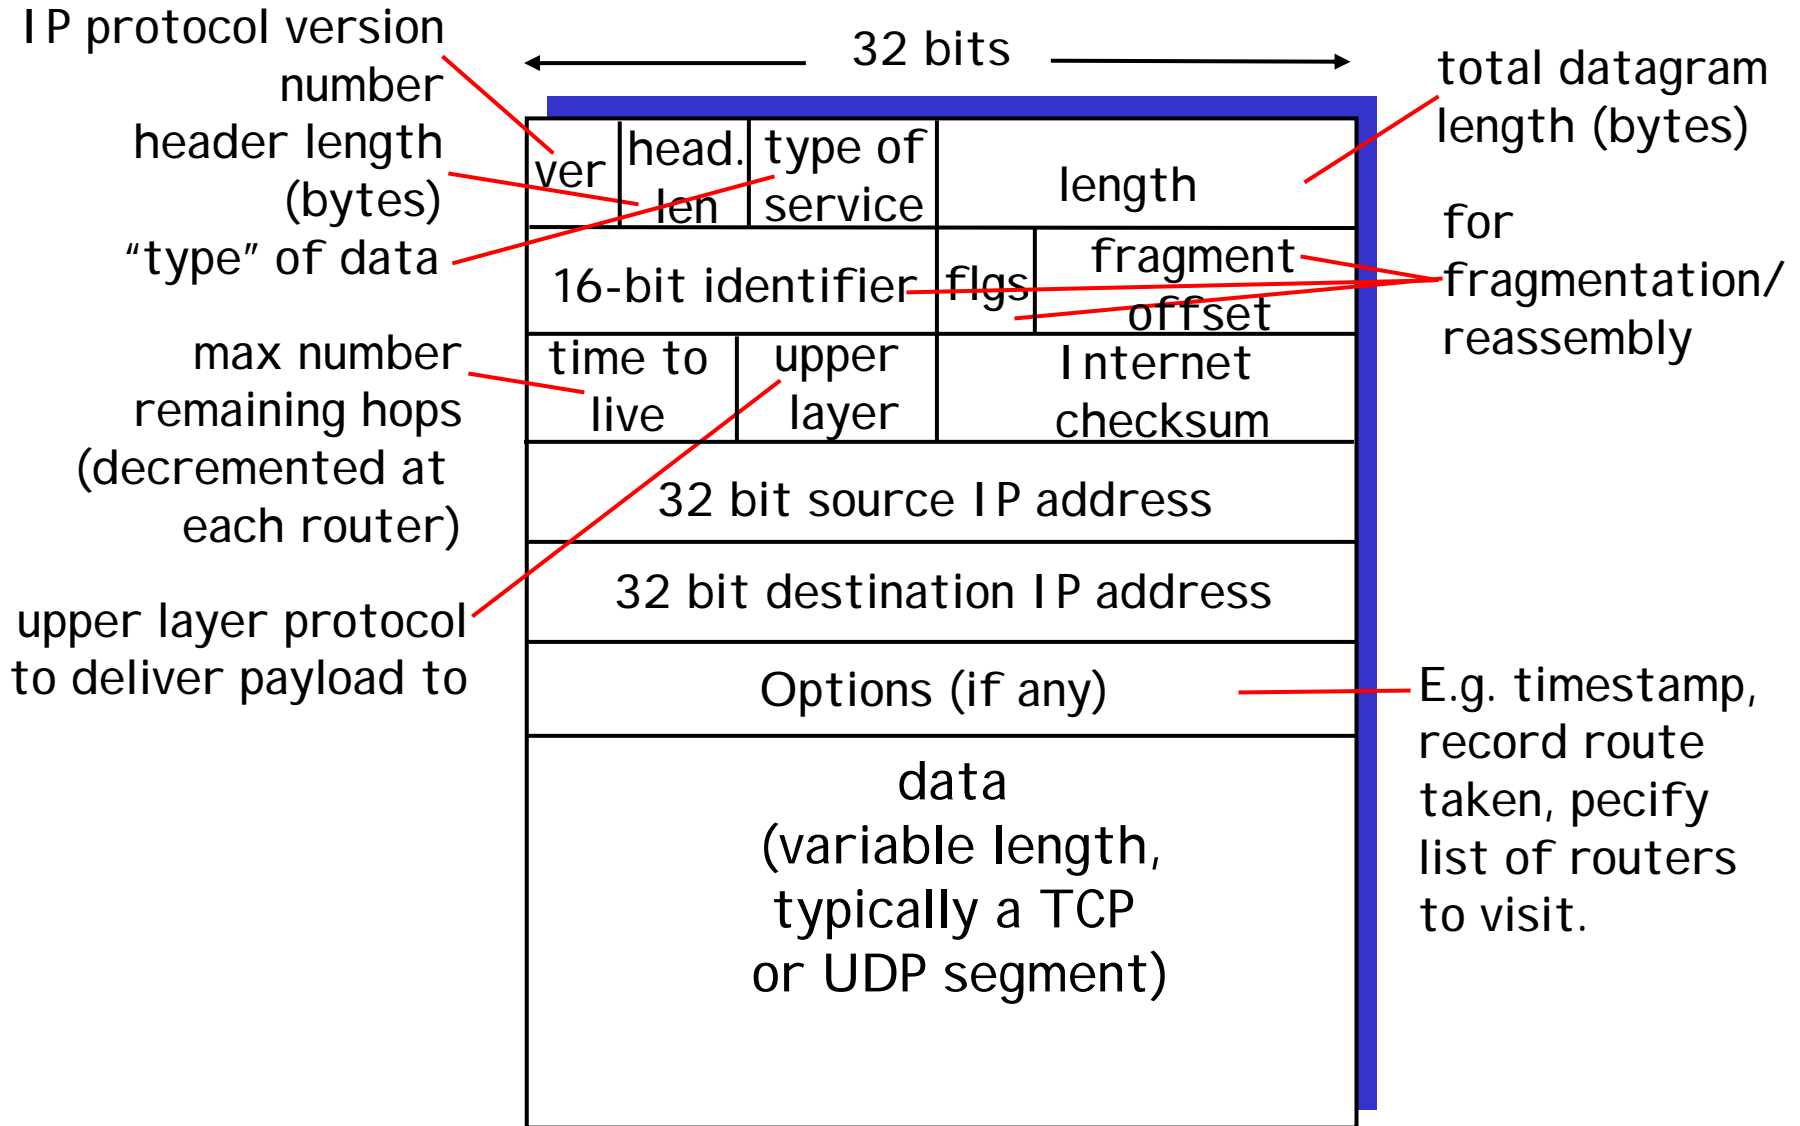 IP protocol version
number
header length
(bytes)
“type” of data
max number
remaining hops
(decremented at
each router)
upper layer protocol
to deliver payload to
32 bits
ver
head.
len
type of
service
length
16-bit identifier
flgs
fragment
offset
time to
live
upper
layer
Internet
checksum
32 bit source IP address
32 bit destination IP address
Options (if any)
data
(variable length,
typically a TCP
or UDP segment)
total datagram
length (bytes)
for
fragmentation/
reassembly
E.g. timestamp,
record route
taken, pecify
list of routers
to visit.